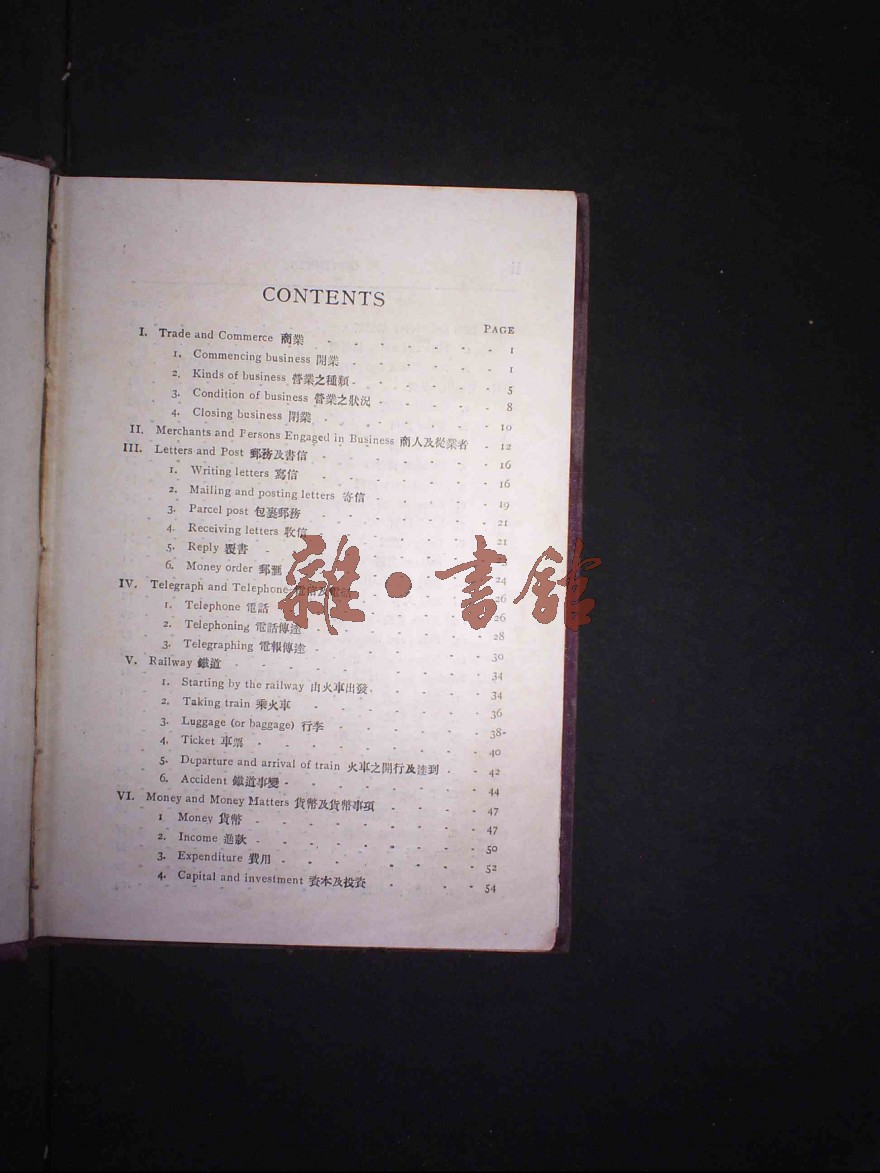 CONTENTS
PAGE
I. Trade and Commerce 商業 - - - - - - - 1
1. Commencing business 開業 - - - - - - 1
2. Kinds of business 營業之種類 - - - - - 5
3. Condition of business 營業之狀況 - - - - 8
4. Closing business 閉業 - - - - - - 10
II. Merchants and Persons Engaged in Business 商人及從業者 - 12
III. Letters and Post 郵務及書信 - - - - - - 16
1. Writing letters 寫信 - - - - - - 16
2. Mailing and posting letters 寄信 - - - - 19
3. Parcel post 包裹郵務 - - - - - - 21
4. Receiving letters 收信 - - - - - 21
5. Reply 覆書 - - - - - -
6. Money order 郵匯 - - - - - 24
IV. Telegraph and Telephone - - - - 26
1. Telephone 電話 - - - - - - 26
2. Telephoning 電話傳達 - - - - - 28
3. Telegraphing 電報傳達 - - - - - 30
V. Railway 鐵道 - - - - - - - 34
1. Starting by the railway 由火車出發 - - - - 34
2. Taking train 乘火車 - - - - - - 36
3. Luggage (or baggage) 行李 - - - - - 38
4. Ticket 車票 - - - - - - - 40
5. Departure and arrival of train 火車之開行及達到 - - 42
6. Accident 鐵道事變 - - - - - - 44
VI. Money and Money Matters 貨幣及貨幣事項 - - - - 47
1 Money 貨幣 - - - - - - - 47
2. Income 進款 - - - - - - - 50
3. Expenditure 費用 - - - - - - 52
4. Capital and investment 資本及投資 - - - - 54
雜·書館